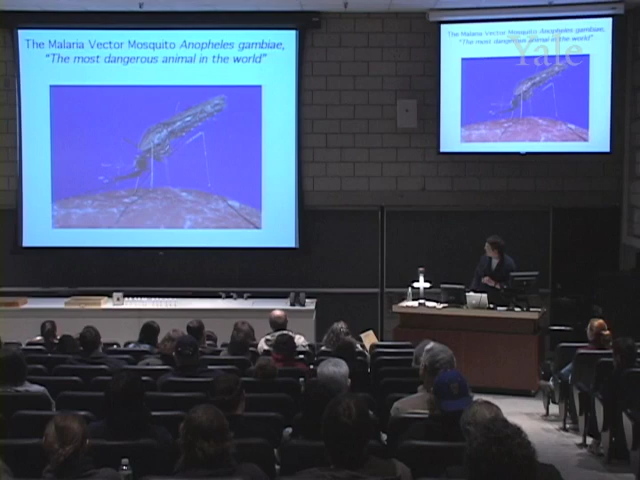 The Malaria Vector Mosquito Anopheles gambiae,
"The most dangerous animal in the world"
The Malaria Vector Mosquito Anopheles gambiae,
"The most dangerous animal in the world"
Yale